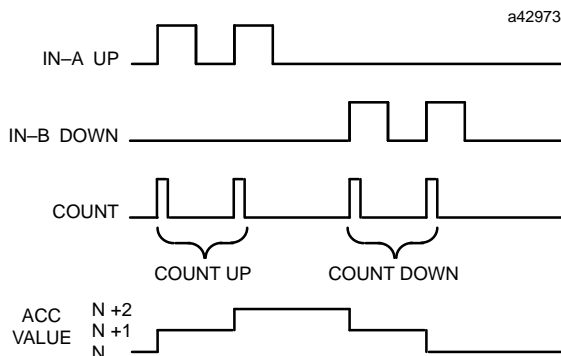 a42973
IN–A UP
IN–B DOWN
COUNT
COUNT UP
COUNT DOWN
ACC
VALUE
N +2
N +1
N